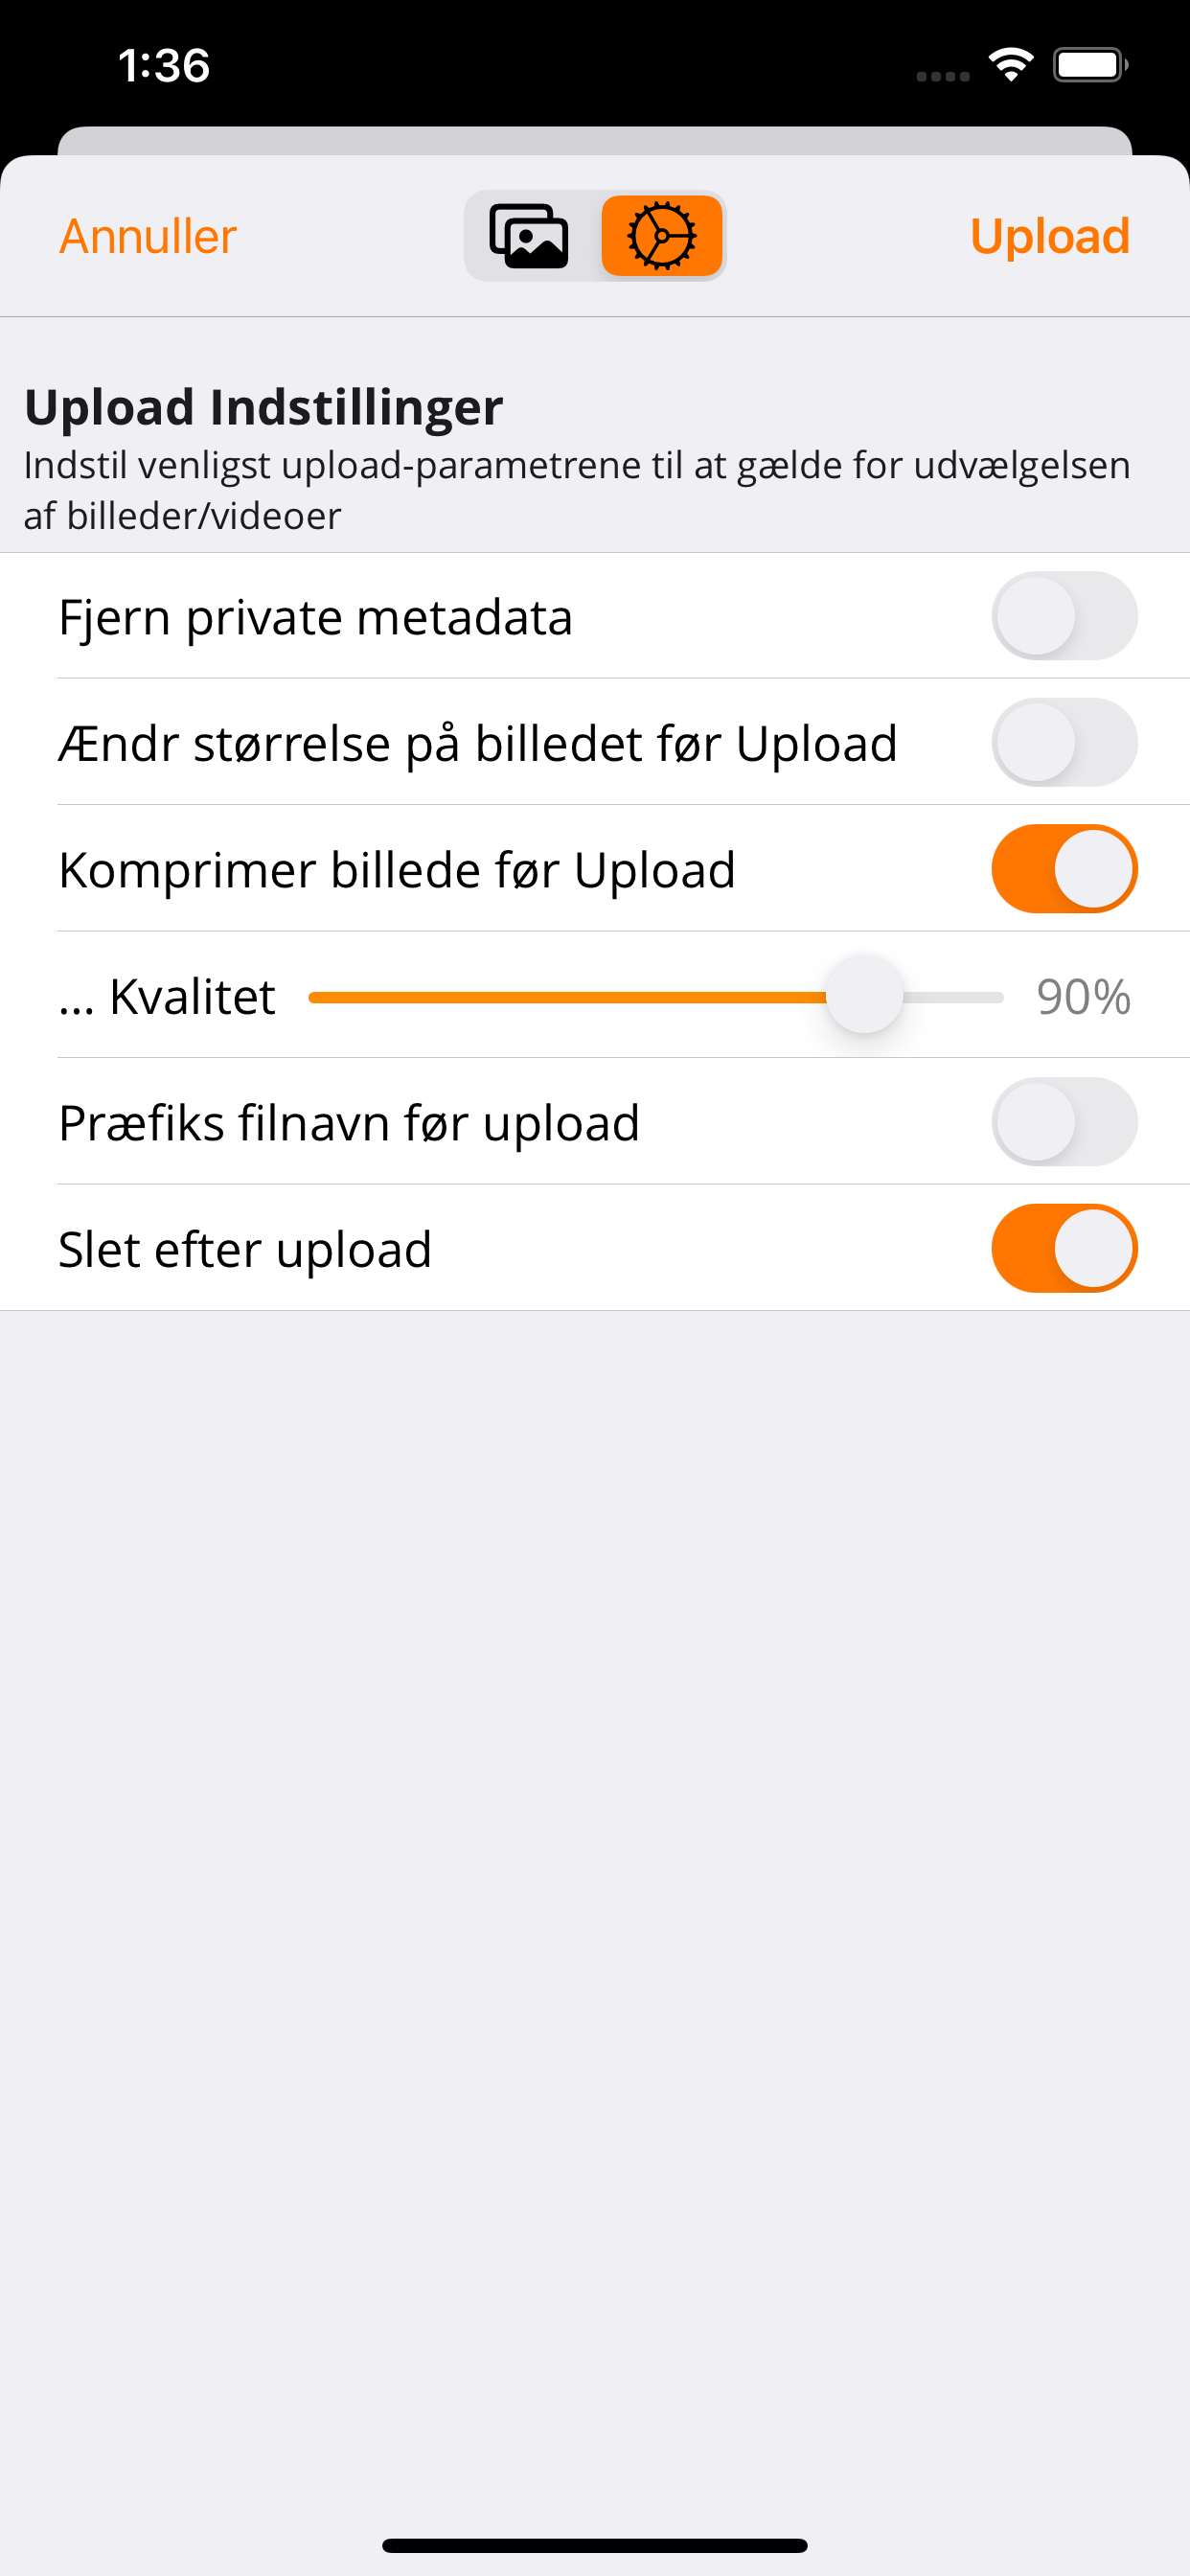 1:36
Annuller
Upload
Upload Indstillinger
Indstil venligst upload-parametrene til at gælde for udvælgelsen
af billeder/videoer
Fjern private metadata
Ændr størrelse på billedet før Upload
Komprimer billede før Upload
... Kvalitet 90%
Præfiks filnavn før upload
Slet efter upload